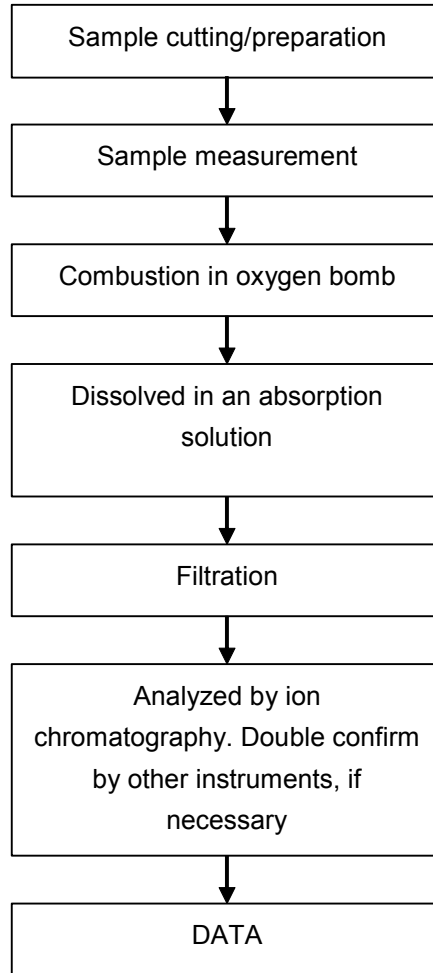 Sample cutting/preparation
Sample measurement
Combustion in oxygen bomb
Dissolved in an absorption
solution
Filtration
Analyzed by ion
chromatography. Double confirm
by other instruments, if
necessary
DATA